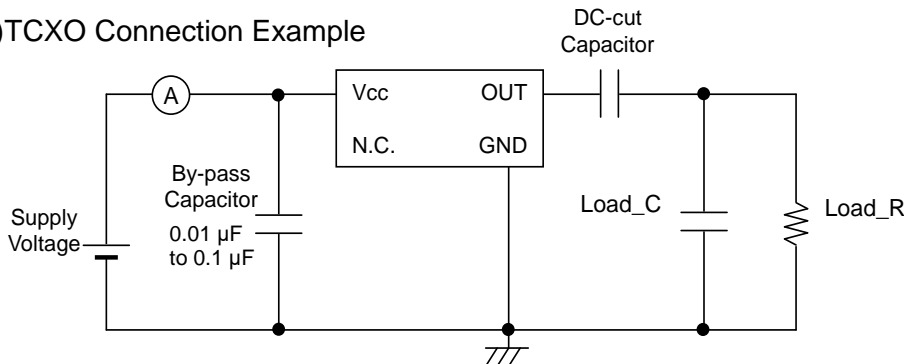 )TCXO Connection Example
DC-cut
Capacitor
A
Vcc
OUT
N.C.
GND
By-pass
Capacitor
0.01 µF
to 0.1 µF
Supply
Voltage
Load_C
Load_R